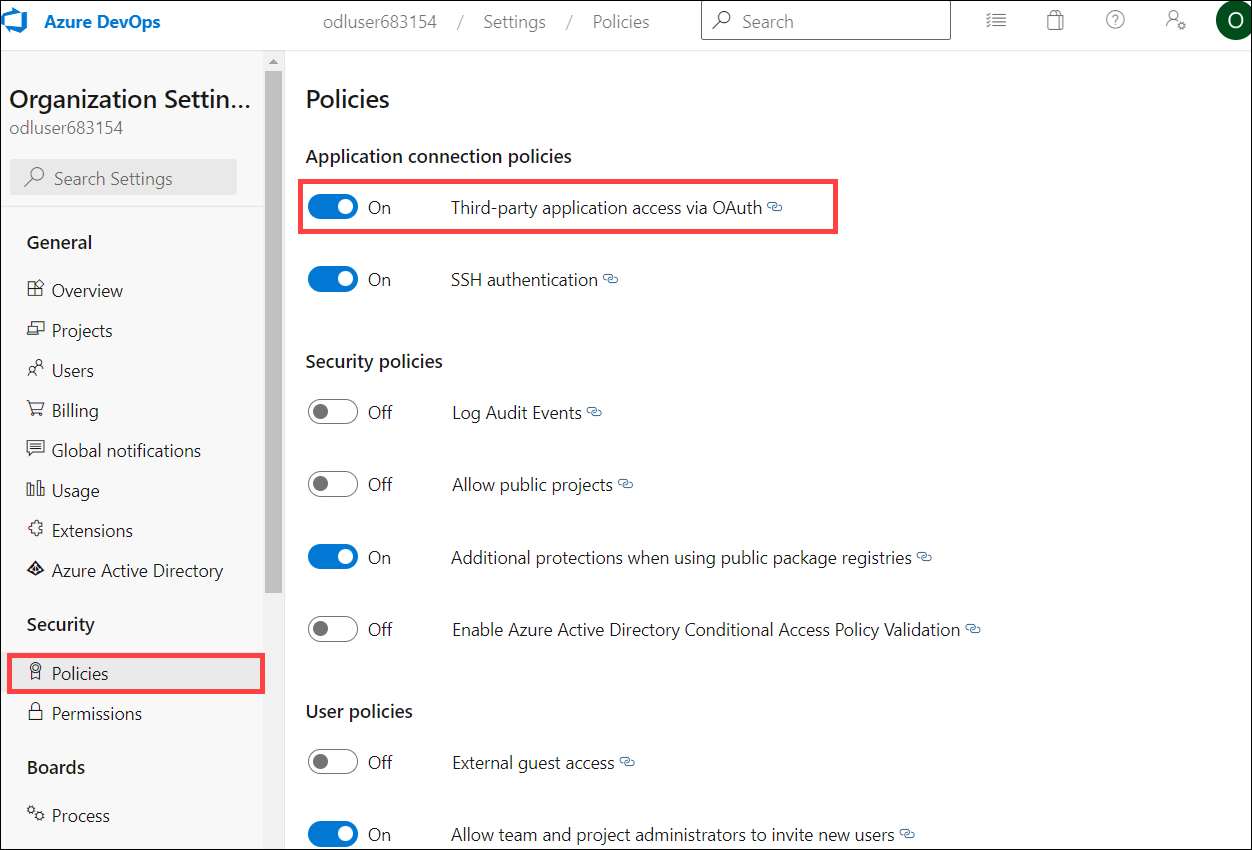 Azure DevOps odluser683154 / Settings / Policies Search O
Organization Settin...
odluser683154
Search Settings
General
Overview
Projects
Users
Billing
Global notifications
Usage
Extensions
Azure Active Directory
Security
Policies
Permissions
Boards
Process
Policies
Application connection policies
On Third-party application access via OAuth
On SSH authentication
Security policies
Off Log Audit Events
Off Allow public projects
On Additional protections when using public package registries
Off Enable Azure Active Directory Conditional Access Policy Validation
User policies
Off External guest access
On Allow team and project administrators to invite new users